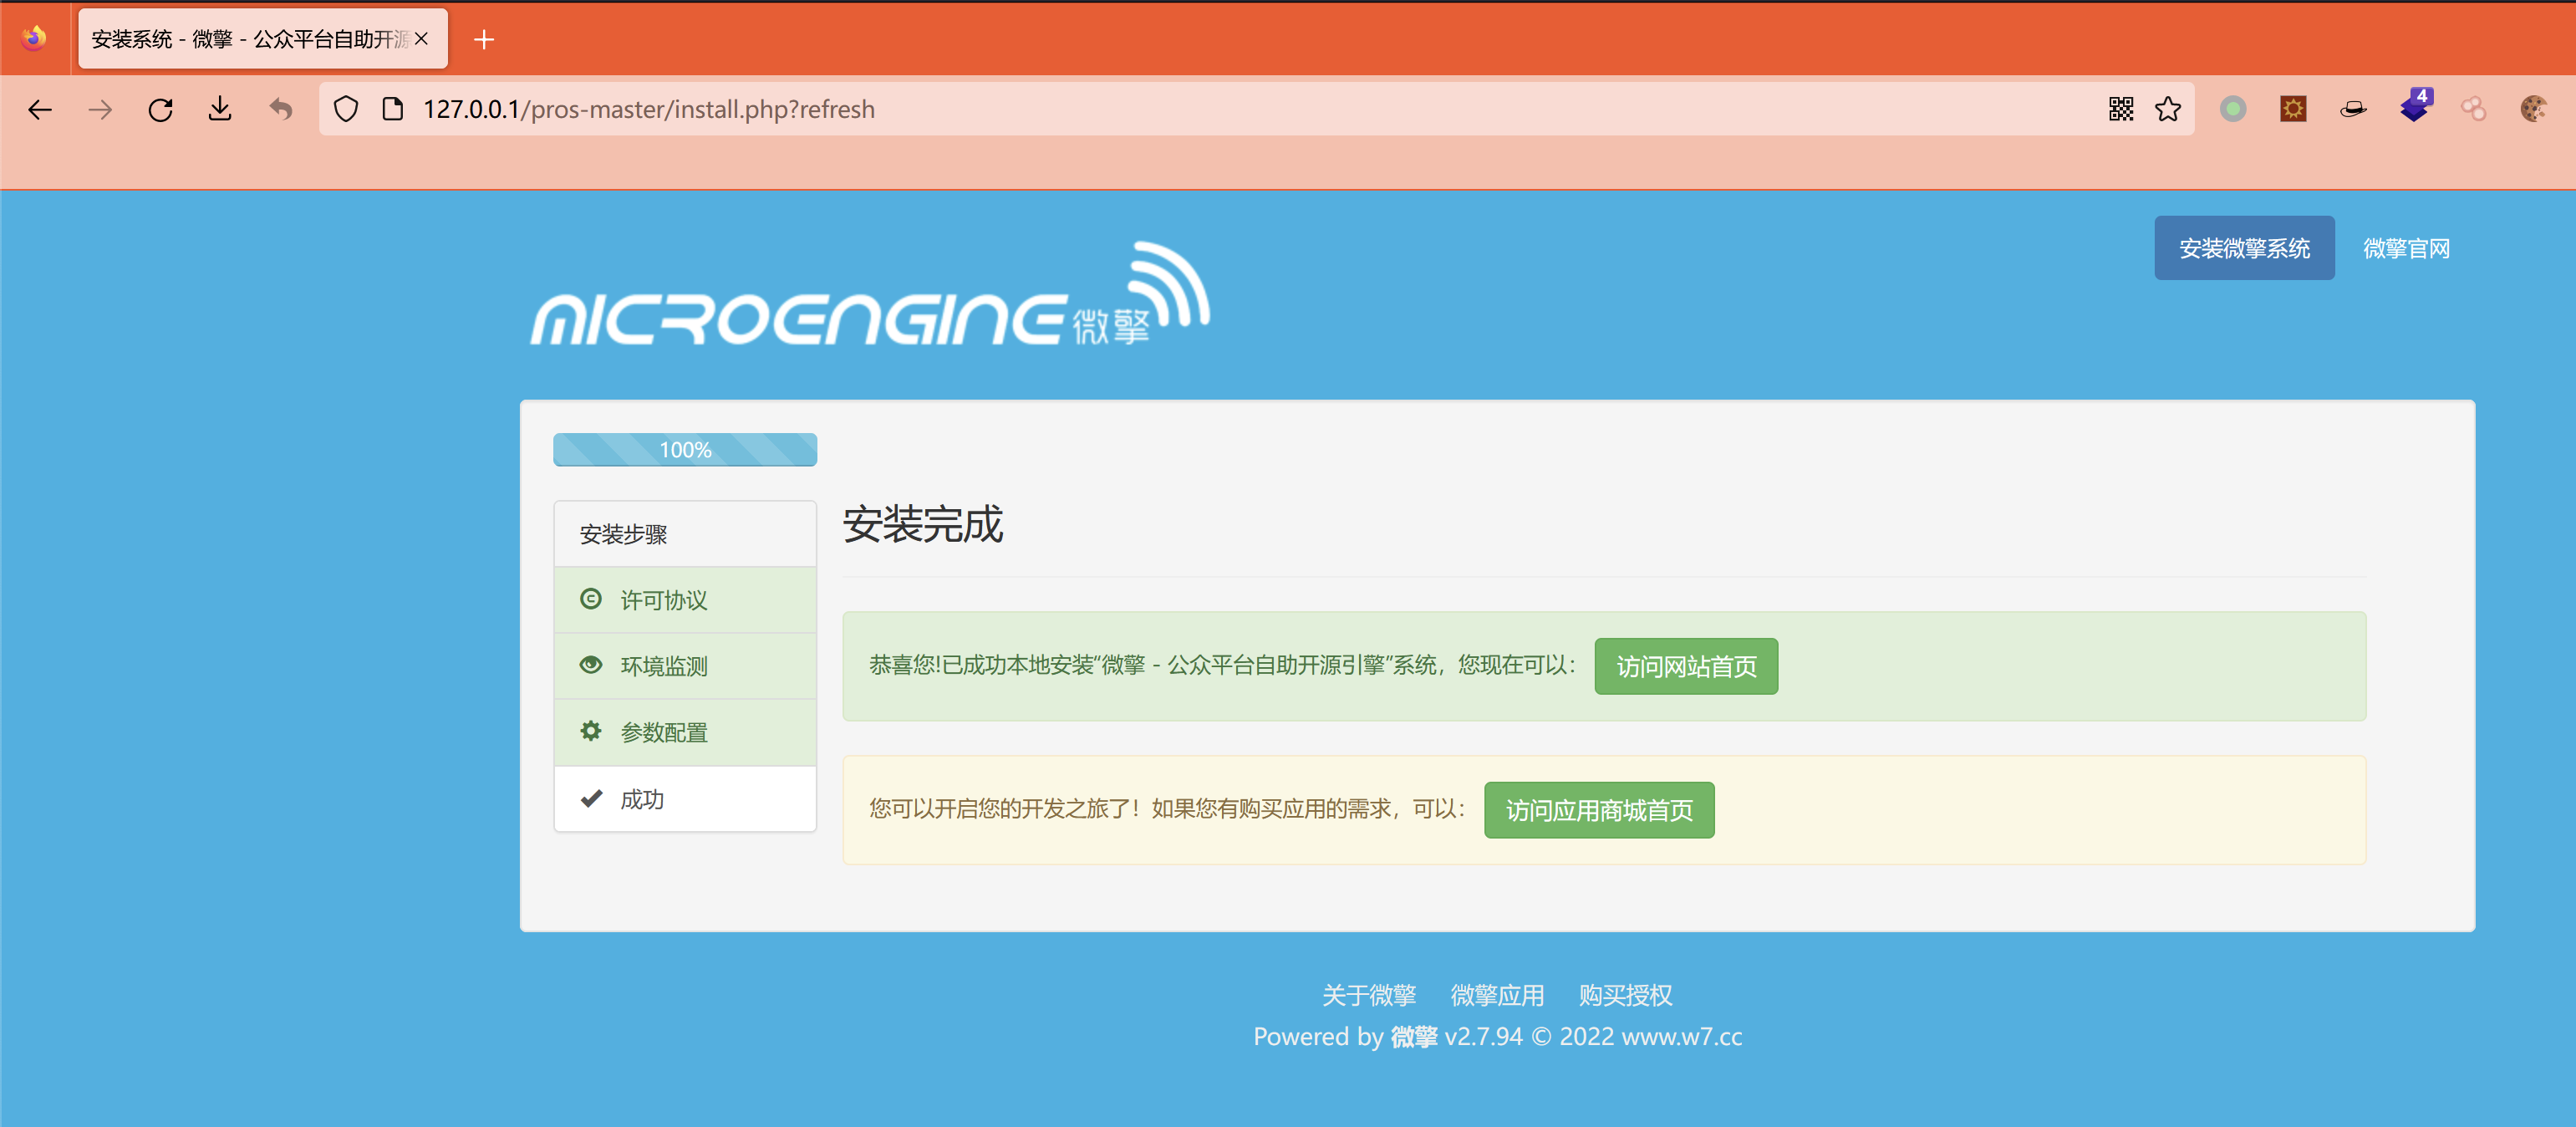 安装系统 - 微擎 - 公众平台自助开源
127.0.0.1/pros-master/install.php?refresh
4
安装微擎系统
微擎官网
MICROENGINE 微擎
100%
安装步骤
许可协议
环境监测
参数配置
成功
安装完成
恭喜您!已成功本地安装“微擎 - 公众平台自助开源引擎”系统，您现在可以： 访问网站首页
您可以开启您的开发之旅了！如果您有购买应用的需求，可以： 访问应用商城首页
关于微擎 微擎应用 购买授权
Powered by 微擎 v2.7.94 © 2022 www.w7.cc